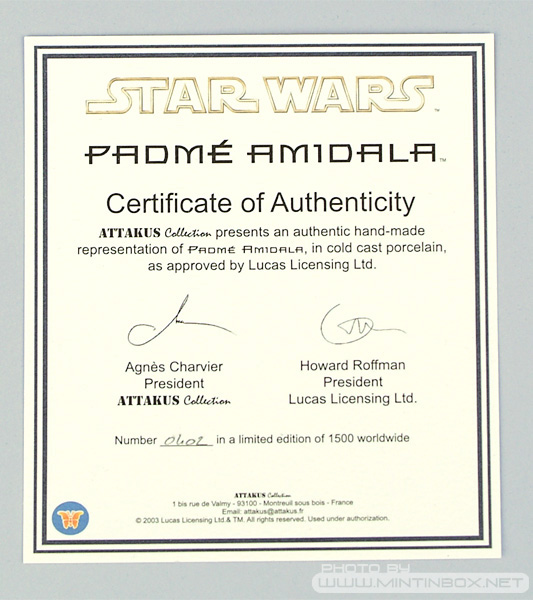 STAR WARS ™
PADMÉ AMIDALA ™
Certificate of Authenticity
ATTAKUS Collection presents an authentic hand-made
representation of PADMÉ AMIDALA, in cold cast porcelain,
as approved by Lucas Licensing Ltd.
Agnès Charvier
President
ATTAKUS Collection
Howard Roffman
President
Lucas Licensing Ltd.
Number 0602 in a limited edition of 1500 worldwide
ATTAKUS Collection
1 bis rue de Valmy - 93100 - Montreuil sous bois - France
Email: attakus@attakus.fr
© 2003 Lucas Licensing Ltd.& TM. All rights reserved. Used under authorization.
PHOTO BY
WWW.MINTINBOX.NET